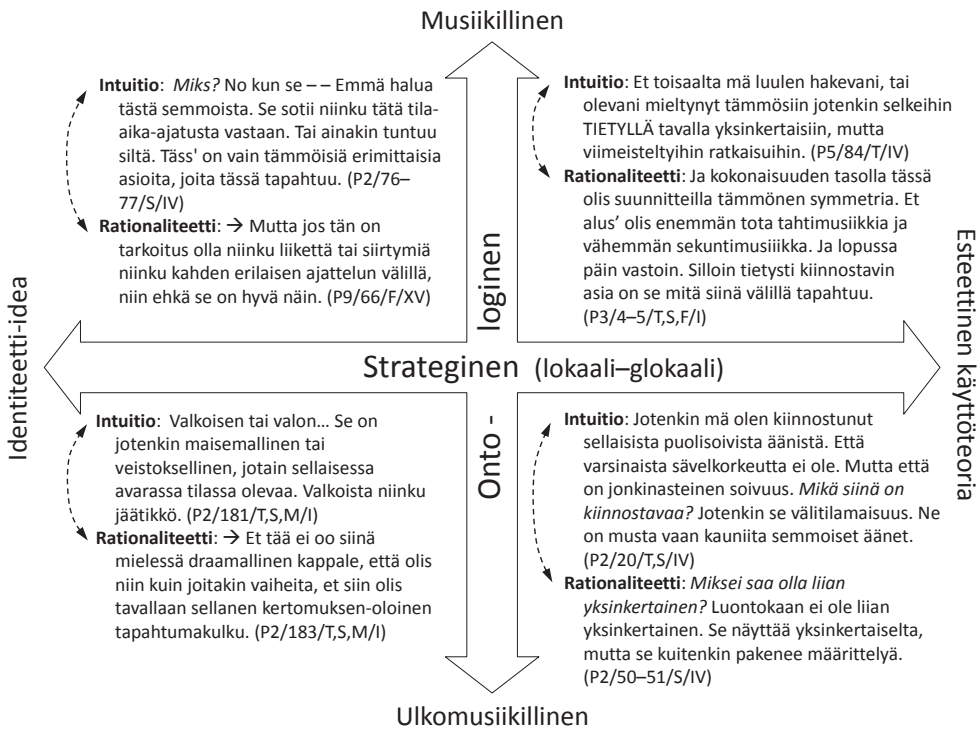 Musiikillinen
Intuitio: Miks? No kun se – – Emmä halua
tästä semmoista. Se sotii niinku tätä tila-
aika-ajatusta vastaan. Tai ainakin tuntuu
siltä. Täss' on vain tämmöisiä erimittaisia
asioita, joita tässä tapahtuu. (P2/76–
77/S/IV)
Rationaliteetti: → Mutta jos tän on
tarkoitus olla niinku liikettä tai siirtymiä
niinku kahden erilaisen ajattelun välillä,
niin ehkä se on hyvä näin. (P9/66/F/XV)
Intuitio: Et toisaalta mä luulen hakevani, tai
olevani mieltynyt tämmösiin jotenkin selkeihin
TIETYLLÄ tavalla yksinkertaisiin, mutta
viimeisteltyihin ratkaisuihin. (P5/84/T/IV)
Rationaliteetti: Ja kokonaisuuden tasolla tässä
olis suunnitteilla tämmönen symmetria. Et
alus’ olis enemmän tota tahtimusiikkia ja
vähemmän sekuntimusiiikka. Ja lopussa
päin vastoin. Silloin tietysti kiinnostavin
asia on se mitä siinä välillä tapahtuu.
(P3/4–5/T,S,F/I)
Identiteetti-idea
loginen
Strateginen (lokaali–glokaali)
Onto -
Esteettinen käyttöteoria
Intuitio: Valkoisen tai valon... Se on
jotenkin maisemallinen tai
veistoksellinen, jotain sellaisessa
avarassa tilassa olevaa. Valkoista niinku
jäätikkö. (P2/181/T,S,M/I)
Rationaliteetti: → Et tää ei oo siinä
mielessä draamallinen kappale, että olis
niin kuin joitakin vaiheita, et siin olis
tavallaan sellanen kertomuksen-oloinen
tapahtumakulku. (P2/183/T,S,M/I)
Intuitio: Jotenkin mä olen kiinnostunut
sellaisista puolisoivista äänistä. Että
varsinaista sävelkorkeutta ei ole. Mutta että
on jonkinasteinen soivuus. Mikä siinä on
kiinnostavaa? Jotenkin se välitilamaisuus. Ne
on musta vaan kauniita semmoiset äänet.
(P2/20/T,S/IV)
Rationaliteetti: Miksei saa olla liian
yksinkertainen? Luontokaan ei ole liian
yksinkertainen. Se näyttää yksinkertaiselta,
mutta se kuitenkin pakenee määrittelyä.
(P2/50–51/S/IV)
Ulkomusiikillinen